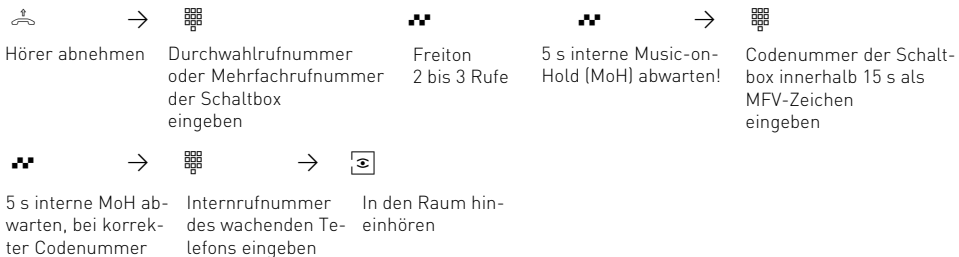 Hörer abnehmen
Durchwahlrufnummer
oder Mehrfachrufnummer
der Schaltbox
eingeben
Freiton
2 bis 3 Rufe
5 s interne Music-on-
Hold (MoH) abwarten!
Codenummer der Schalt-
box innerhalb 15 s als
MFV-Zeichen
eingeben
5 s interne MoH ab-
warten, bei korrek-
ter Codenummer
Internrufnummer
des wachenden Te-
lefons eingeben
In den Raum hin-
einhören